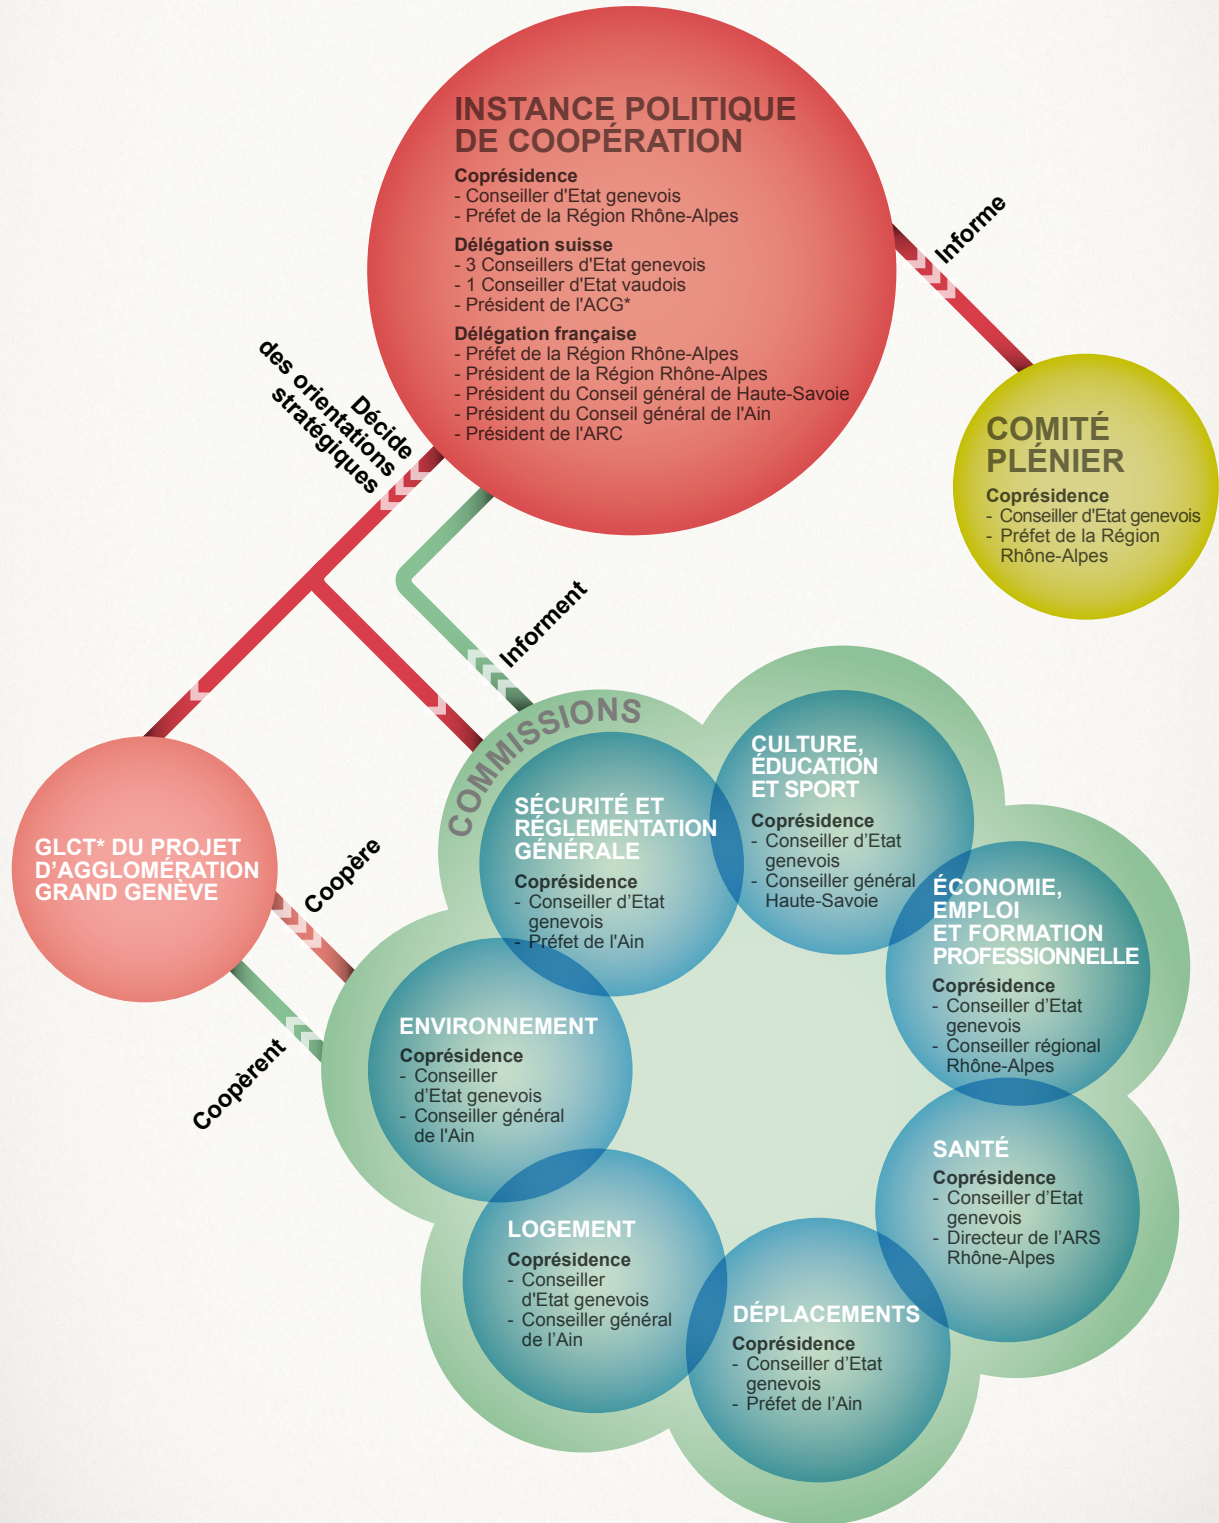 INSTANCE POLITIQUE
DE COOPÉRATION
Coprésidence
- Conseiller d'Etat genevois
- Préfet de la Région Rhône-Alpes
Délégation suisse
- 3 Conseillers d'Etat genevois
- 1 Conseiller d'Etat vaudois
- Président de l'ACG*
Délégation française
- Préfet de la Région Rhône-Alpes
- Président de la Région Rhône-Alpes
- Président du Conseil général de Haute-Savoie
- Président du Conseil général de l'Ain
- Président de l'ARC
Informe
COMITÉ
PLÉNIER
Coprésidence
- Conseiller d'Etat genevois
- Préfet de la Région
Rhône-Alpes
Décide
des orientations
stratégiques
Informent
GLCT* DU PROJET
D’AGGLOMÉRATION
GRAND GENÈVE
Coopère
Coopèrent
COMMISSIONS
SÉCURITÉ ET
RÉGLEMENTATION
GÉNÉRALE
Coprésidence
- Conseiller d’Etat
genevois
- Préfet de l'Ain
CULTURE,
ÉDUCATION
ET SPORT
Coprésidence
- Conseiller d’Etat
genevois
- Conseiller général
Haute-Savoie
ÉCONOMIE,
EMPLOI
ET FORMATION
PROFESSIONNELLE
Coprésidence
- Conseiller d’Etat
genevois
- Conseiller régional
Rhône-Alpes
ENVIRONNEMENT
Coprésidence
- Conseiller
d’Etat genevois
- Conseiller général
de l'Ain
SANTÉ
Coprésidence
- Conseiller d’Etat
genevois
- Directeur de l’ARS
Rhône-Alpes
LOGEMENT
Coprésidence
- Conseiller
d'Etat genevois
- Conseiller général
de l’Ain
DÉPLACEMENTS
Coprésidence
- Conseiller d’Etat
genevois
- Préfet de l’Ain